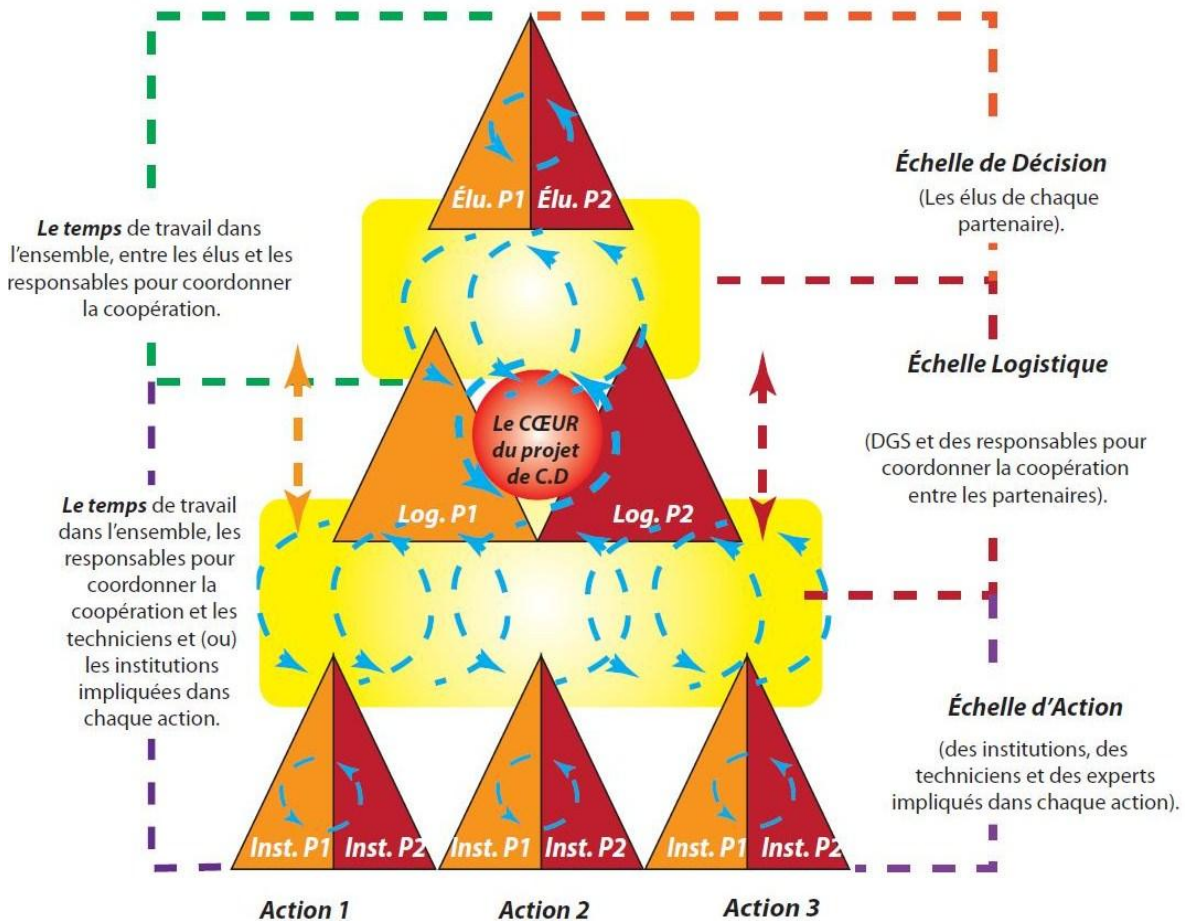 Élu. P1
Élu. P2
Échelle de Décision
(Les élus de chaque
partenaire).
Le temps de travail dans
l'ensemble, entre les élus et les
responsables pour coordonner
la coopération.
Échelle Logistique
Le CŒUR
du projet
de C.D
(DGS et des responsables pour
coordonner la coopération
entre les partenaires).
Log. P1
Log. P2
Le temps de travail
dans l'ensemble, les
responsables pour
coordonner la
coopération et les
techniciens et (ou)
les institutions
impliquées dans
chaque action.
Échelle d'Action
(des institutions, des
techniciens et des experts
impliqués dans chaque action).
Inst. P1
Inst. P2
Inst. P1
Inst. P2
Inst. P1
Inst. P2
Action 1
Action 2
Action 3